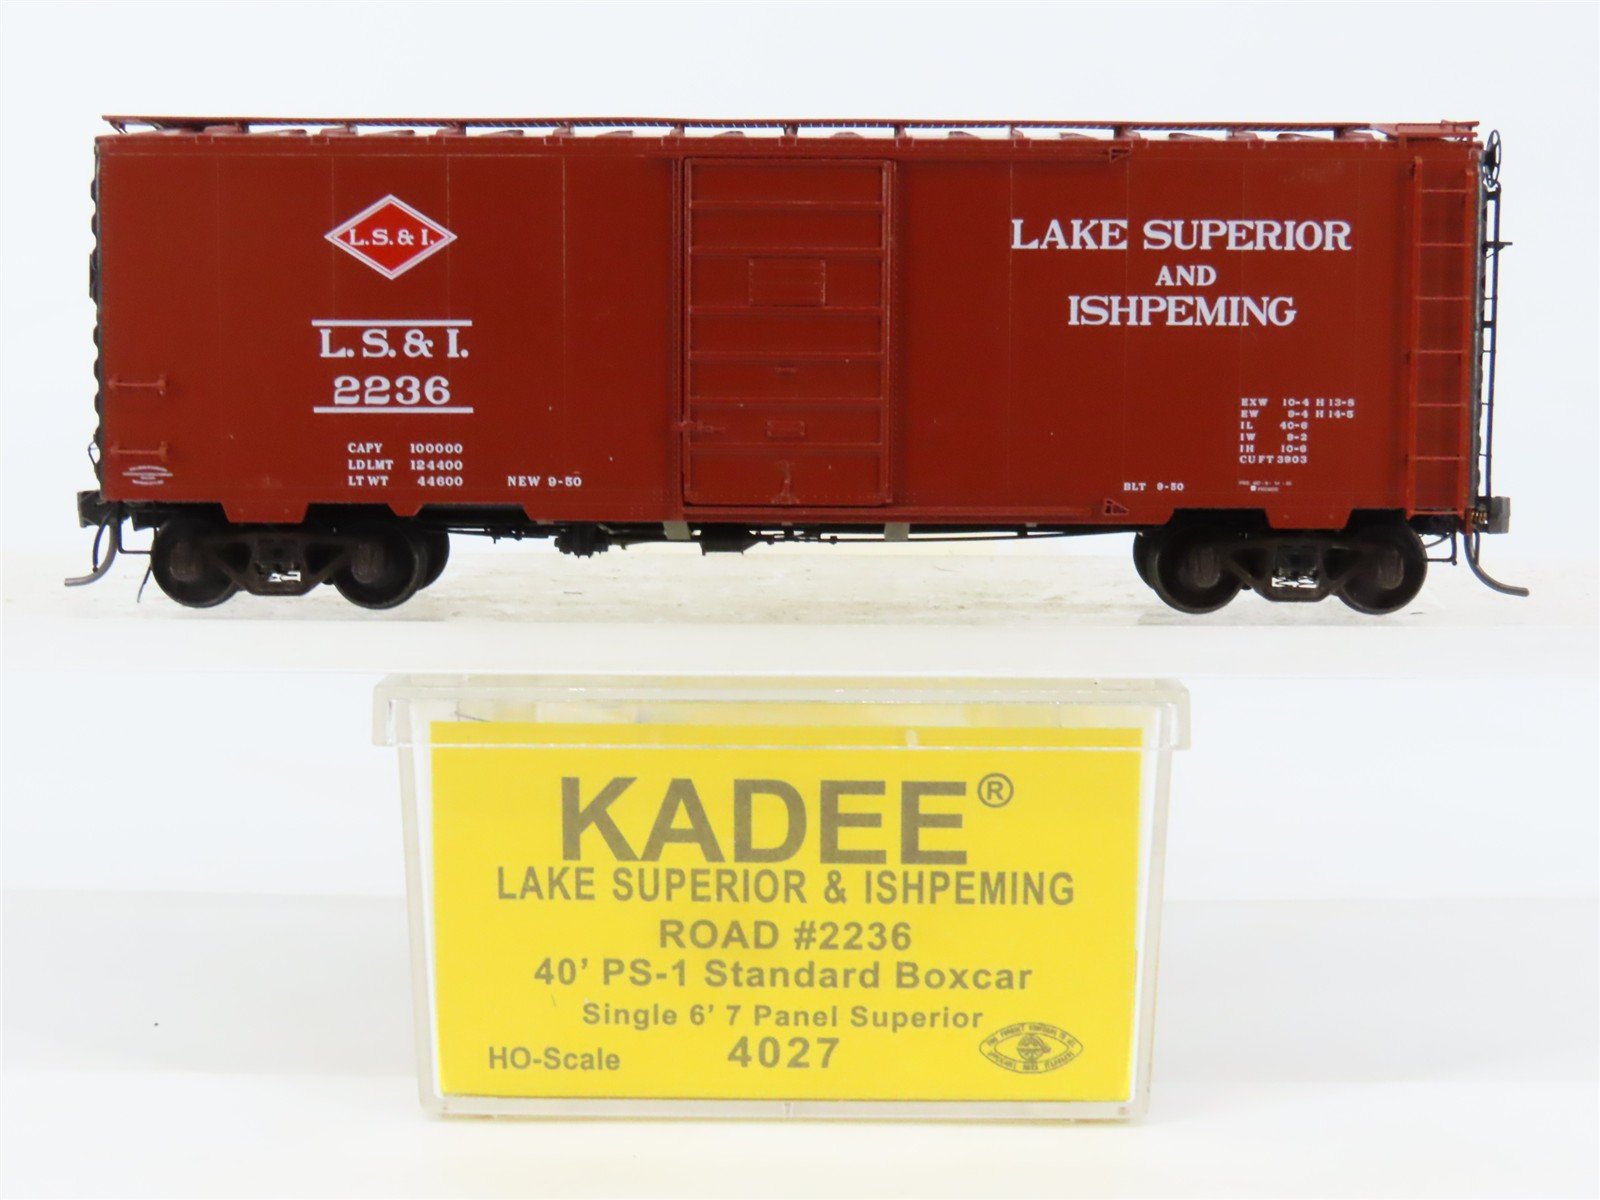 L.S.&I.
L.S.& I.
2236
CAPY 100000
LD LMT 124400
LT WT 44600
NEW 9-50
LAKE SUPERIOR
AND
ISHPEMING
EXW 10-4 H 13-8
EW 9-4 H 14-5
IL 40-6
IW 9-2
IH 10-6
CU FT 3903
BLT 9-50
KADEE®
LAKE SUPERIOR & ISHPEMING
ROAD #2236
40' PS-1 Standard Boxcar
Single 6' 7 Panel Superior
HO-Scale 4027